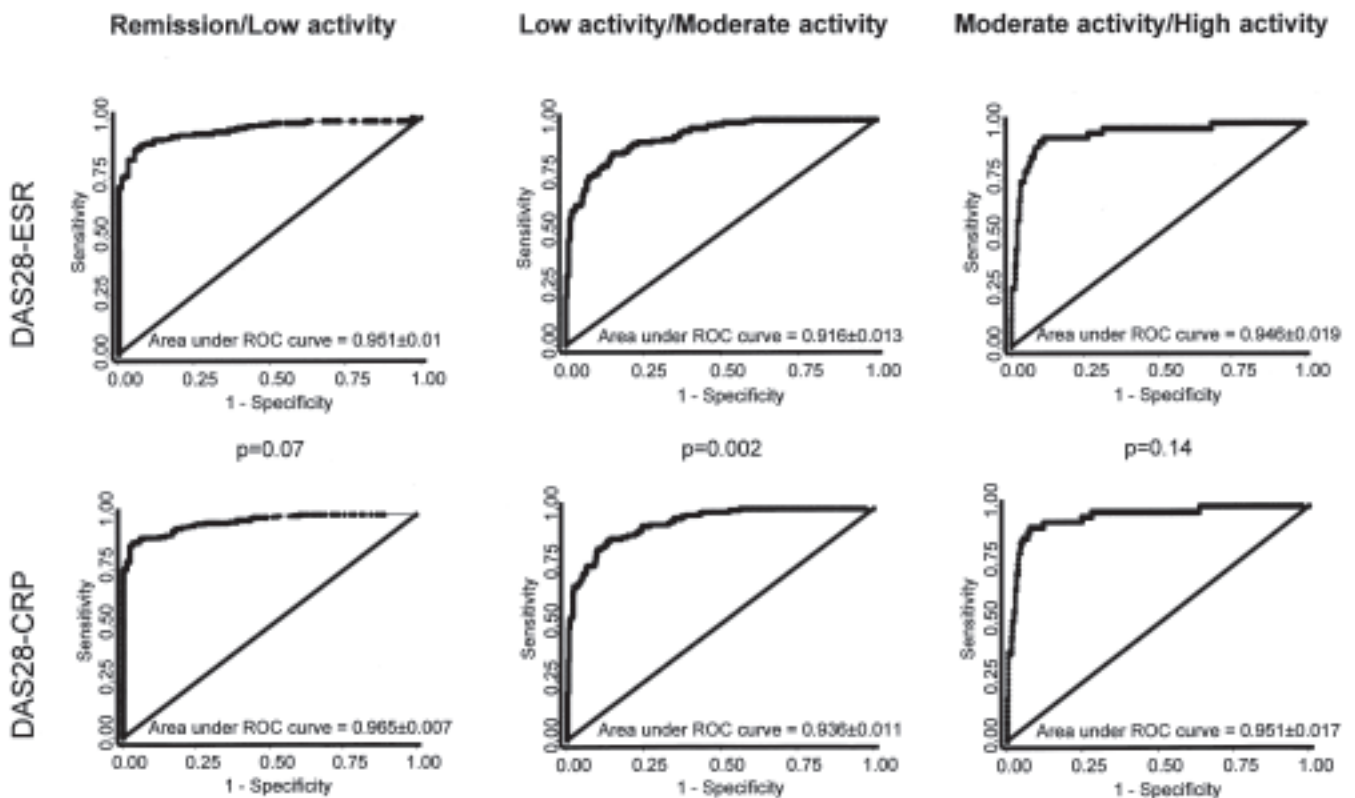 Remission/Low activity
Low activity/Moderate activity
Moderate activity/High activity
DAS28-ESR
Sensitivity
0.00 0.25 0.50 0.75 1.00
Area under ROC curve = 0.951±0.01
0.00 0.25 0.50 0.75 1.00
1 - Specificity
Sensitivity
0.00 0.25 0.50 0.75 1.00
Area under ROC curve = 0.916±0.013
0.00 0.25 0.50 0.75 1.00
1 - Specificity
Sensitivity
0.00 0.25 0.50 0.75 1.00
Area under ROC curve = 0.946±0.019
0.00 0.25 0.50 0.75 1.00
1 - Specificity
p=0.07
p=0.002
p=0.14
DAS28-CRP
Sensitivity
0.00 0.25 0.50 0.75 1.00
Area under ROC curve = 0.965±0.007
0.00 0.25 0.50 0.75 1.00
1 - Specificity
Sensitivity
0.00 0.25 0.50 0.75 1.00
Area under ROC curve = 0.936±0.011
0.00 0.25 0.50 0.75 1.00
1 - Specificity
Sensitivity
0.00 0.25 0.50 0.75 1.00
Area under ROC curve = 0.951±0.017
0.00 0.25 0.50 0.75 1.00
1 - Specificity